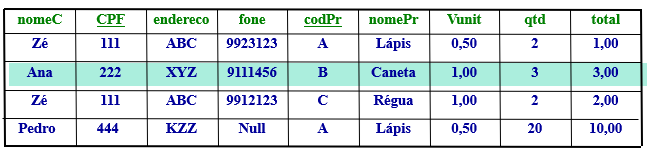 nomeC CPF endereco fone codPr nomePr Vunit qtd total
Zé 111 ABC 9923123 A Lápis 0,50 2 1,00
Ana 222 XYZ 9111456 B Caneta 1,00 3 3,00
Zé 111 ABC 9912123 C Régua 1,00 2 2,00
Pedro 444 KZZ Null A Lápis 0,50 20 10,00